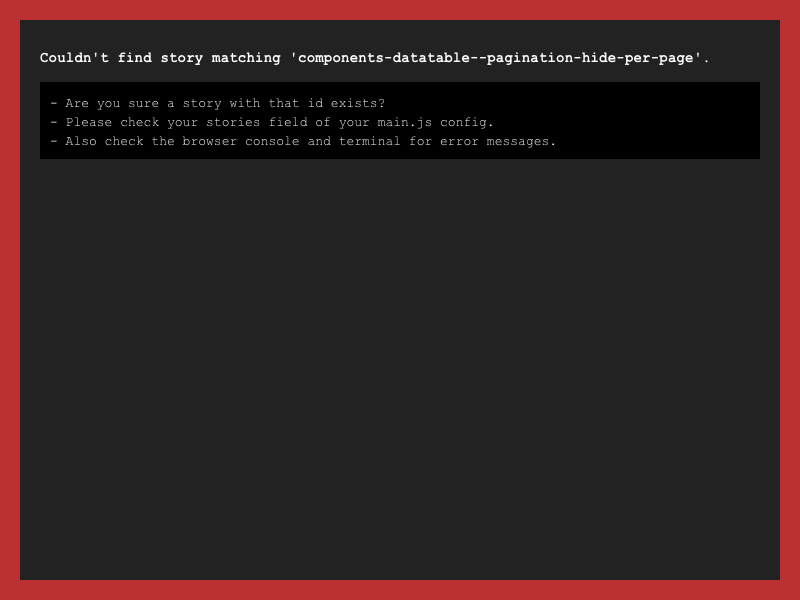 Couldn't find story matching 'components-datatable--pagination-hide-per-page'.
- Are you sure a story with that id exists?
- Please check your stories field of your main.js config.
- Also check the browser console and terminal for error messages.